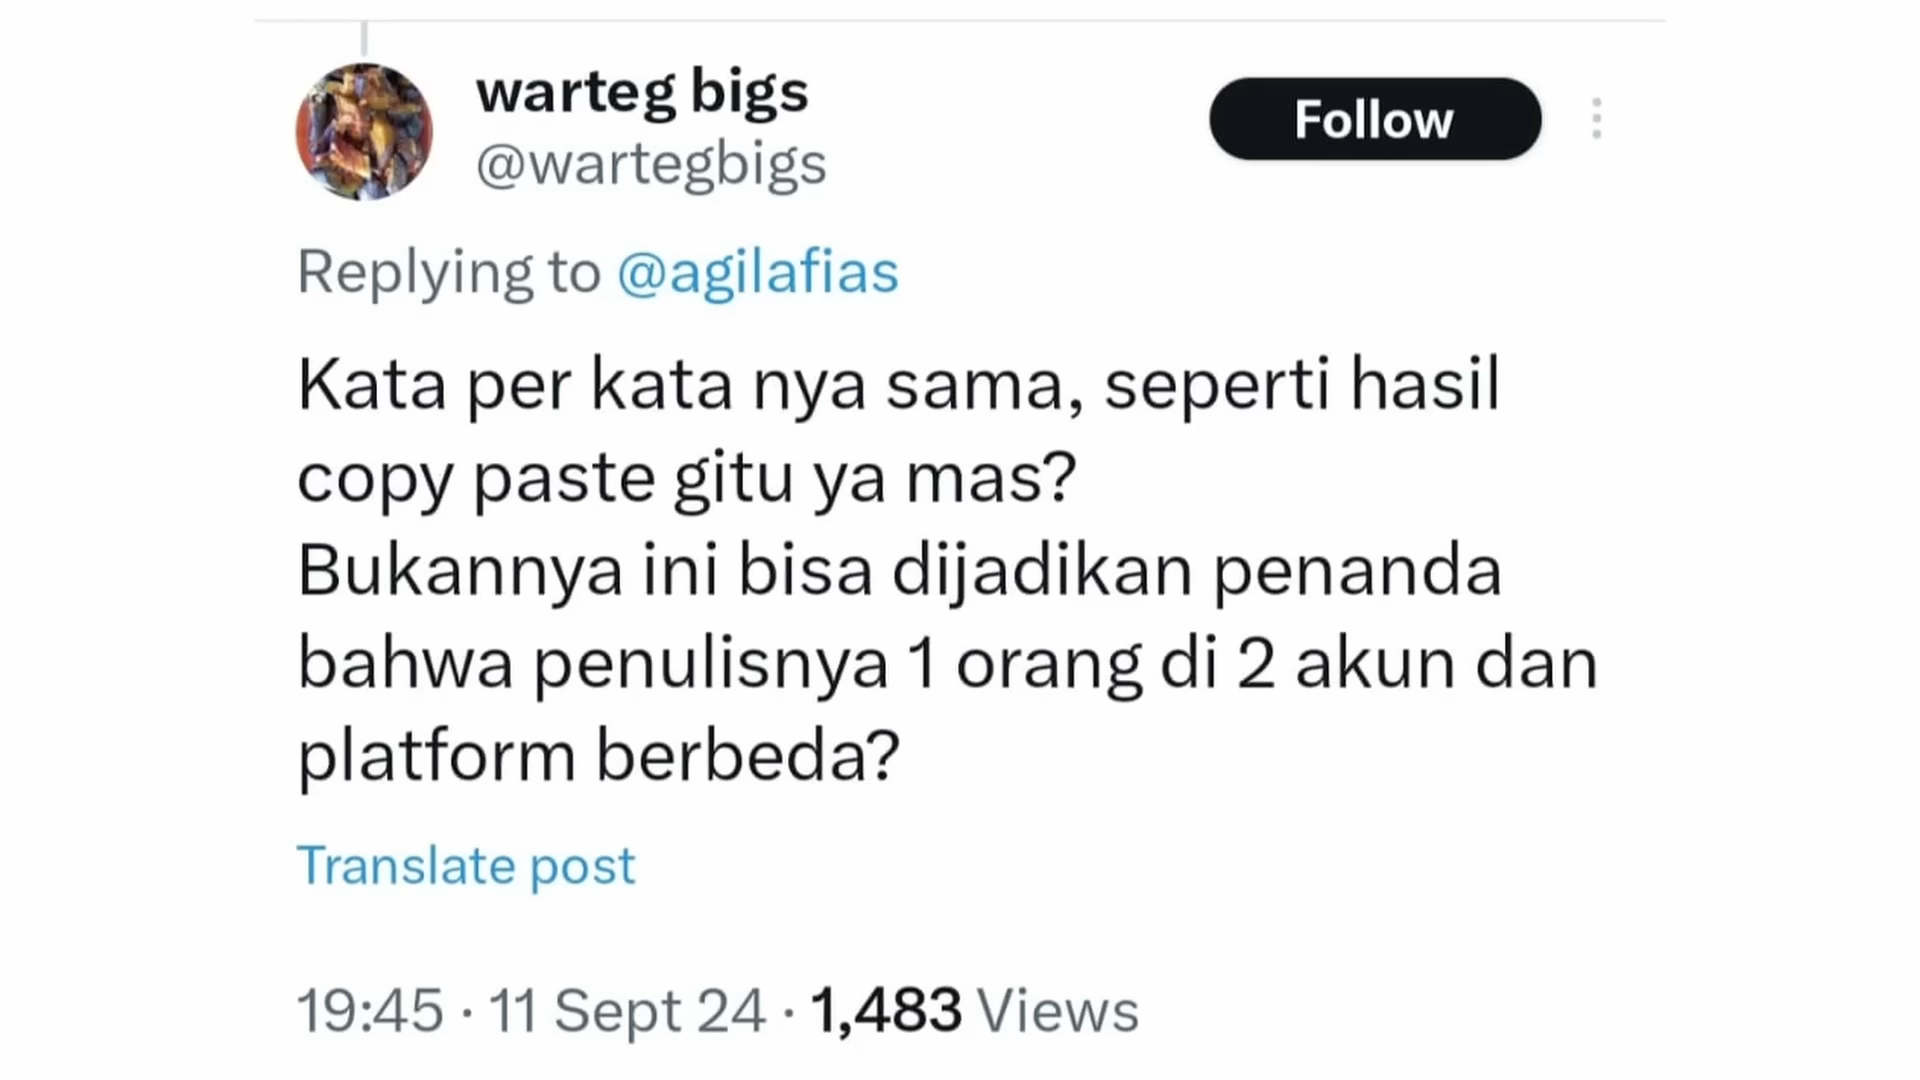 warteg bigs
@wartegbigs
Follow
Replying to @agilafias
Kata per kata nya sama, seperti hasil
copy paste gitu ya mas?
Bukannya ini bisa dijadikan penanda
bahwa penulisnya 1 orang di 2 akun dan
platform berbeda?
Translate post
19:45 · 11 Sept 24 · 1,483 Views